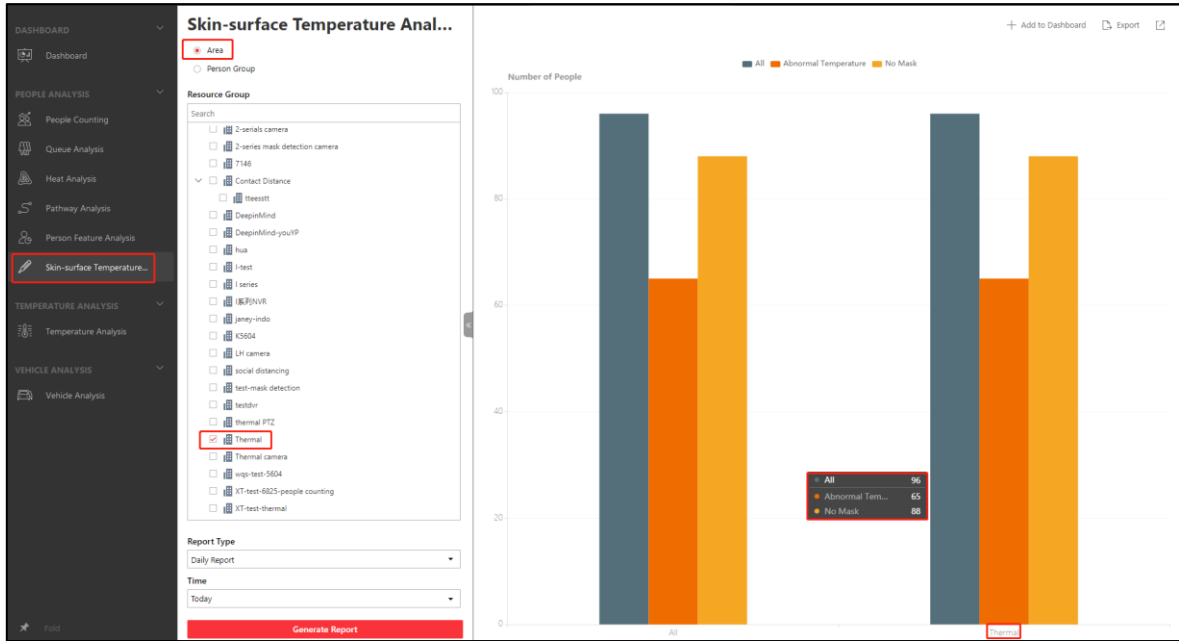 DASHBOARD
Dashboard
PEOPLE ANALYSIS
People Counting
Queue Analysis
Heat Analysis
Pathway Analysis
Person Feature Analysis
Skin-surface Temperature...
TEMPERATURE ANALYSIS
Temperature Analysis
VEHICLE ANALYSIS
Vehicle Analysis
Fold
Skin-surface Temperature Anal...
Area
Person Group
Resource Group
Search
2-serials camera
2-series mask detection camera
7146
Contact Distance
tteesstt
DeepinMind
DeepinMind-youYP
hua
I-test
I series
I系列NVR
janey-indo
K5604
LH camera
social distancing
test-mask detection
testdvr
thermal PTZ
Thermal
Thermal camera
wqs-test-5604
XT-test-6825-people counting
XT-test-thermal
Report Type
Daily Report
Time
Today
Generate Report
Add to Dashboard Export
All Abnormal Temperature No Mask
Number of People
100
80
60
40
20
0
All 96
Abnormal Tem... 65
No Mask 88
All Thermal